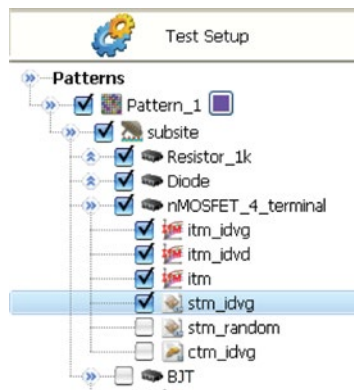 Test Setup
Patterns
Pattern_1
subsite
Resistor_1k
Diode
nMOSFET_4_terminal
itm_idvg
itm_idvd
itm
stm_idvg
stm_random
ctm_idvg
BJT